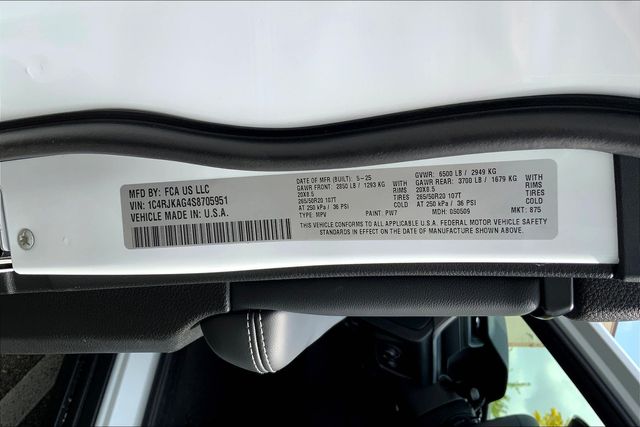 MFD BY: FCA US LLC
VIN: 1C4RJKAG4S8705951
VEHICLE MADE IN: U.S.A.
DATE OF MFR (BUILT): 5-25
GAWR FRONT: 2850 LB / 1293 KG WITH
20X8.5 RIMS
265/50R20 107T TIRES
AT 250 kPa / 36 PSI COLD
TYPE: MPV PAINT: PW7
GVWR: 6500 LB / 2949 KG
GAWR REAR: 3700 LB / 1679 KG WITH
20X8.5 RIMS
265/50R20 107T TIRES
AT 250 kPa / 36 PSI COLD
MDH: 050509 MKT: 875
THIS VEHICLE CONFORMS TO ALL APPLICABLE U.S.A. FEDERAL MOTOR VEHICLE SAFETY
STANDARDS IN EFFECT ON THE DATE OF MANUFACTURE SHOWN ABOVE.